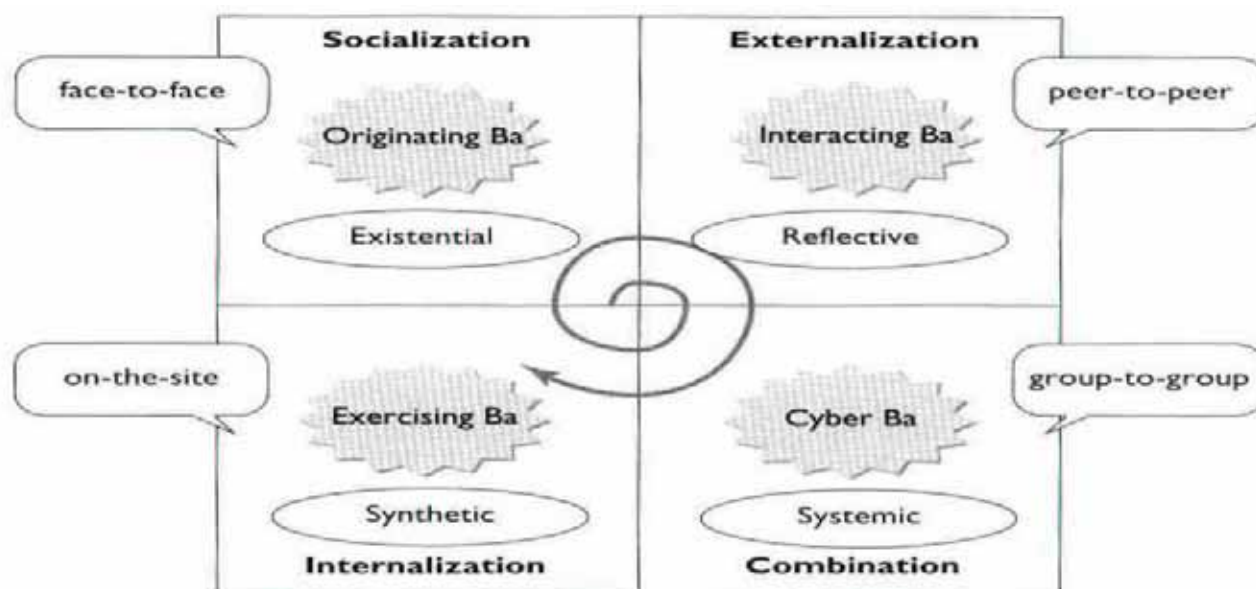 Socialization
Externalization
face-to-face
peer-to-peer
Originating Ba
Interacting Ba
Existential
Reflective
on-the-site
group-to-group
Exercising Ba
Cyber Ba
Synthetic
Systemic
Internalization
Combination